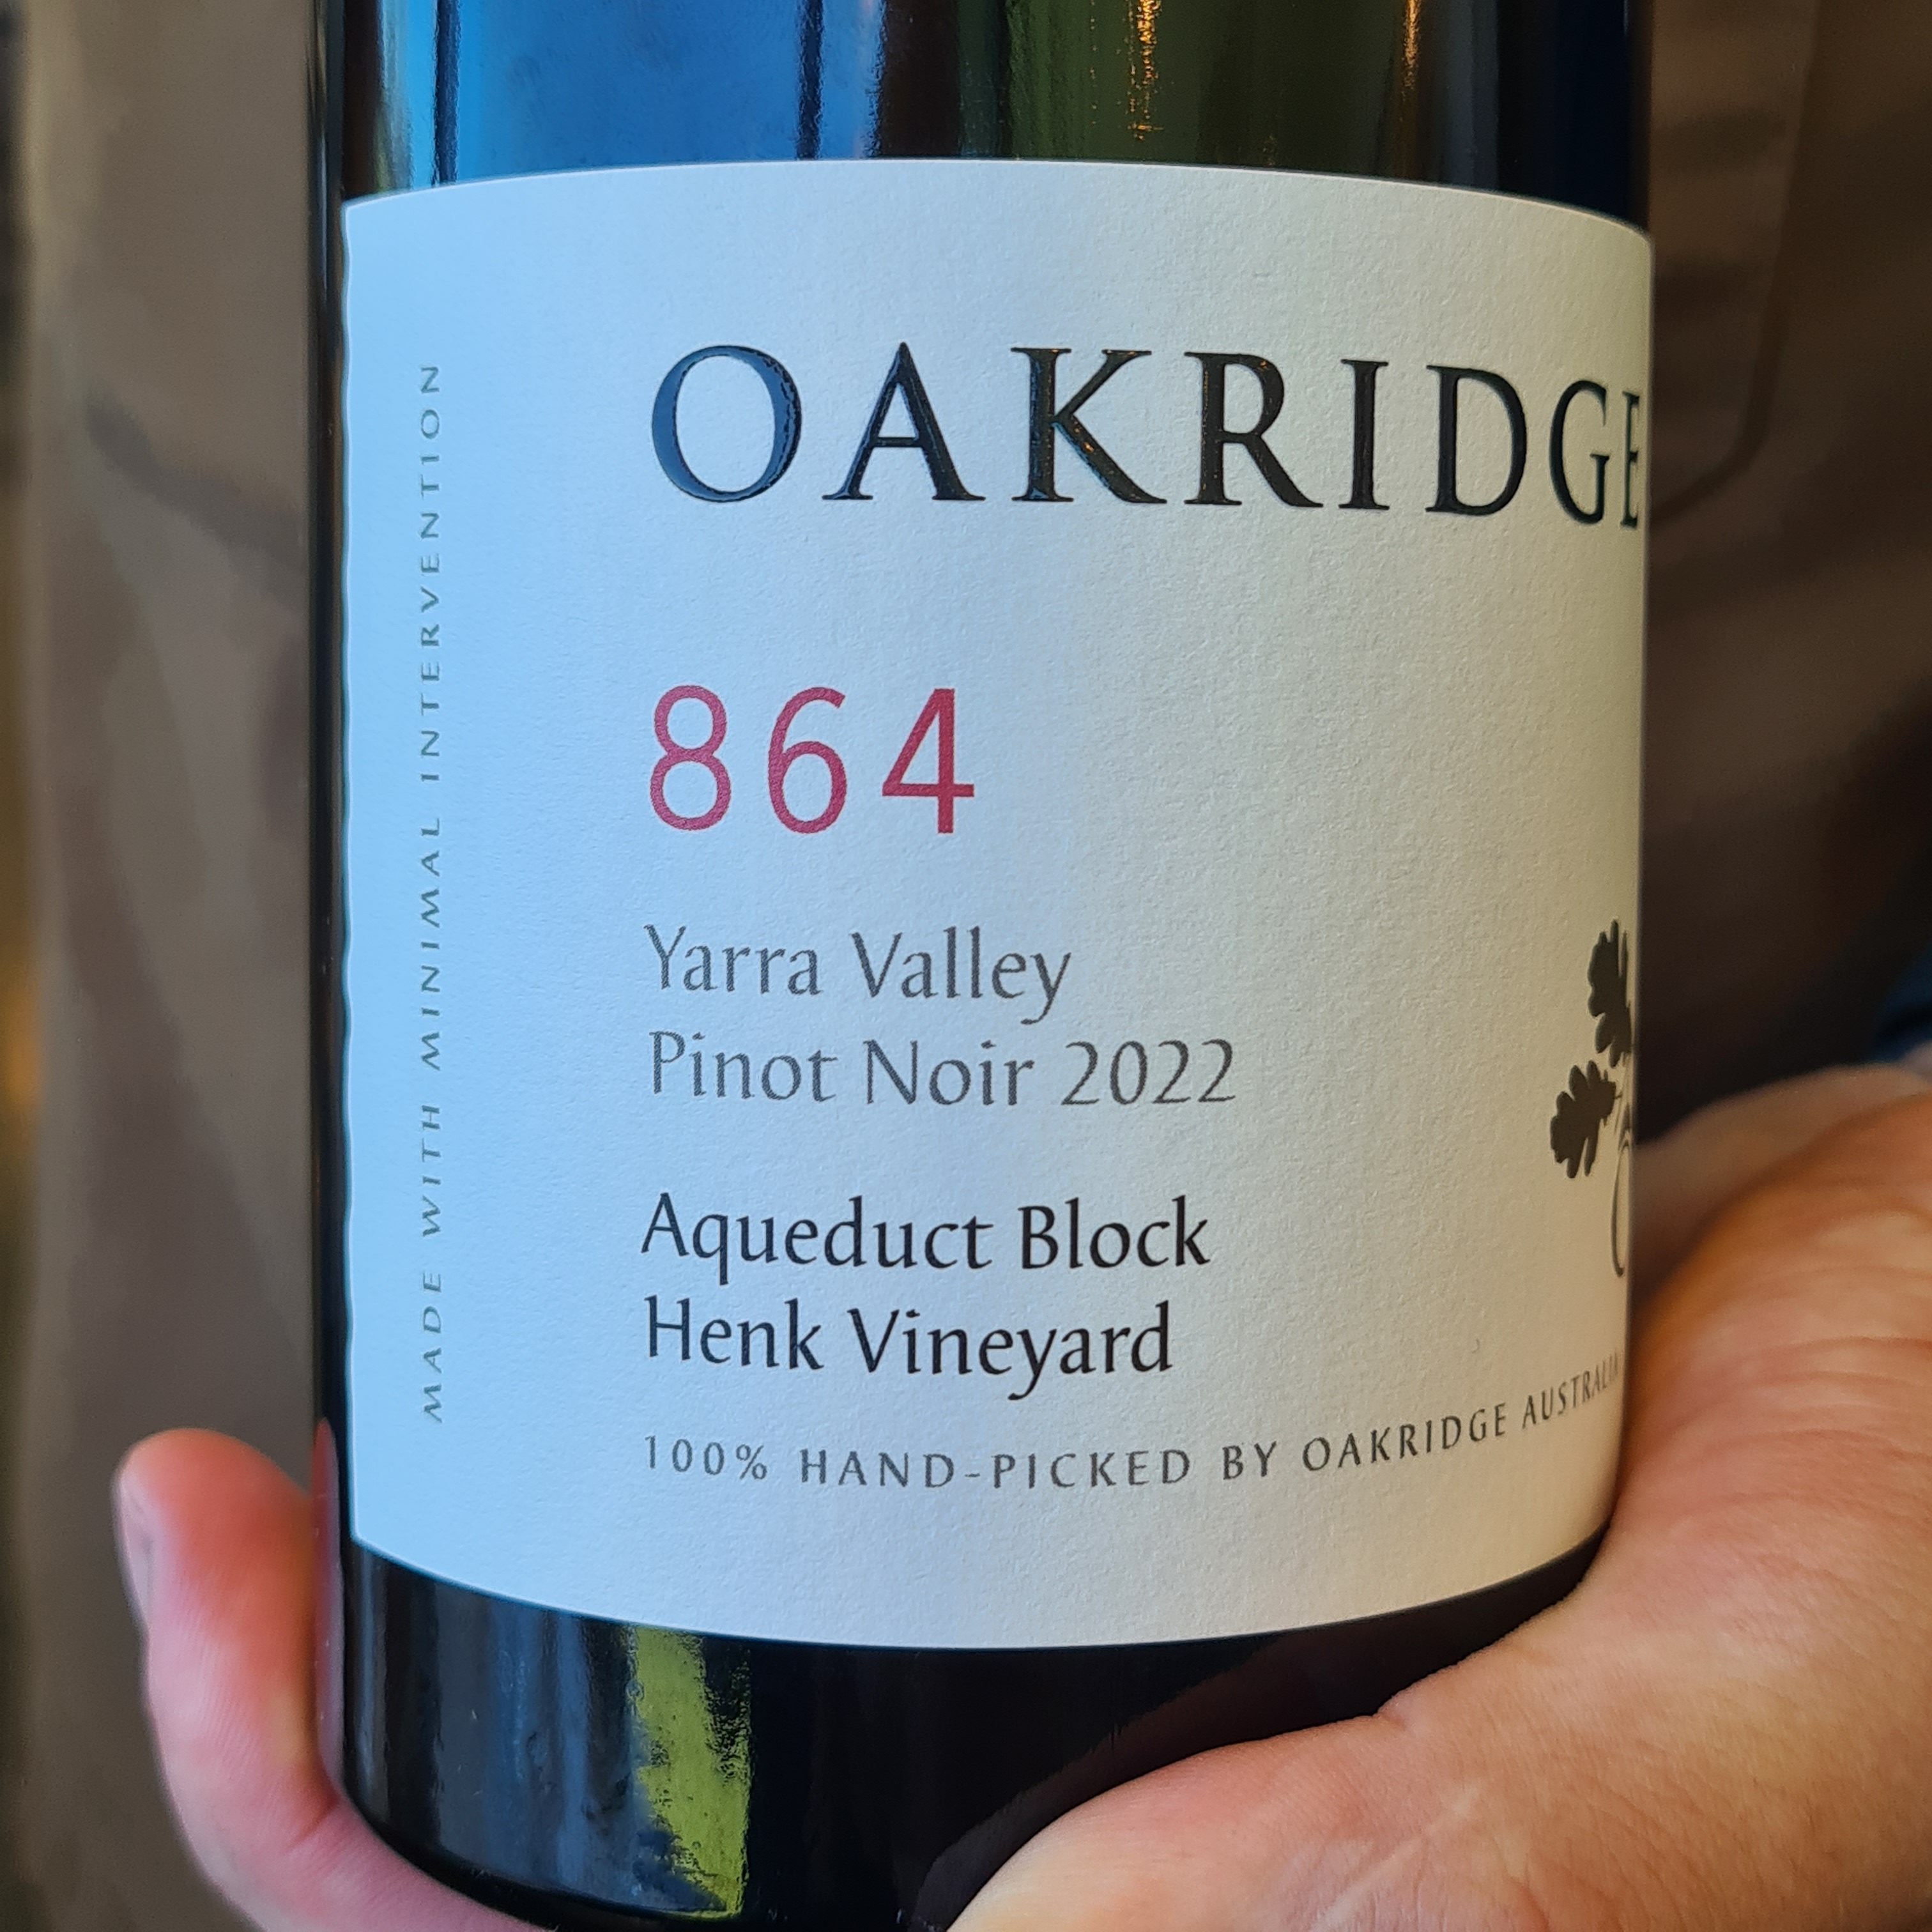 MADE WITH MINIMAL INTERVENTION
OAKRIDGE
864
Yarra Valley
Pinot Noir 2022
Aqueduct Block
Henk Vineyard
100% HAND-PICKED BY OAKRIDGE AUSTRALIA